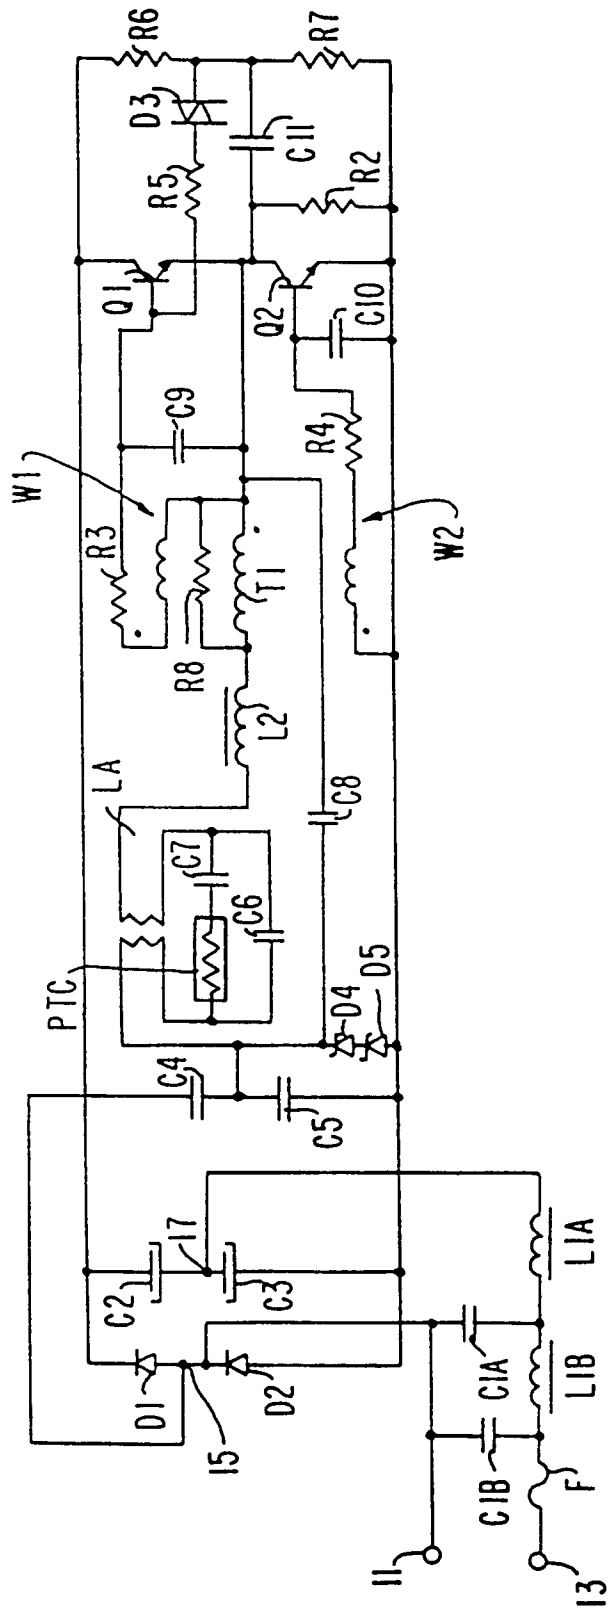 R6
R7
D3
C11
R5
R2
Q1
Q2
C10
C9
R4
W1
W2
R3
T1
R8
L2
LA
C8
C7
C6
PTC
D4
D5
C4
C5
17
C2
C3
L1A
D1
D2
C1A
L1B
15
C1B
F
11
13